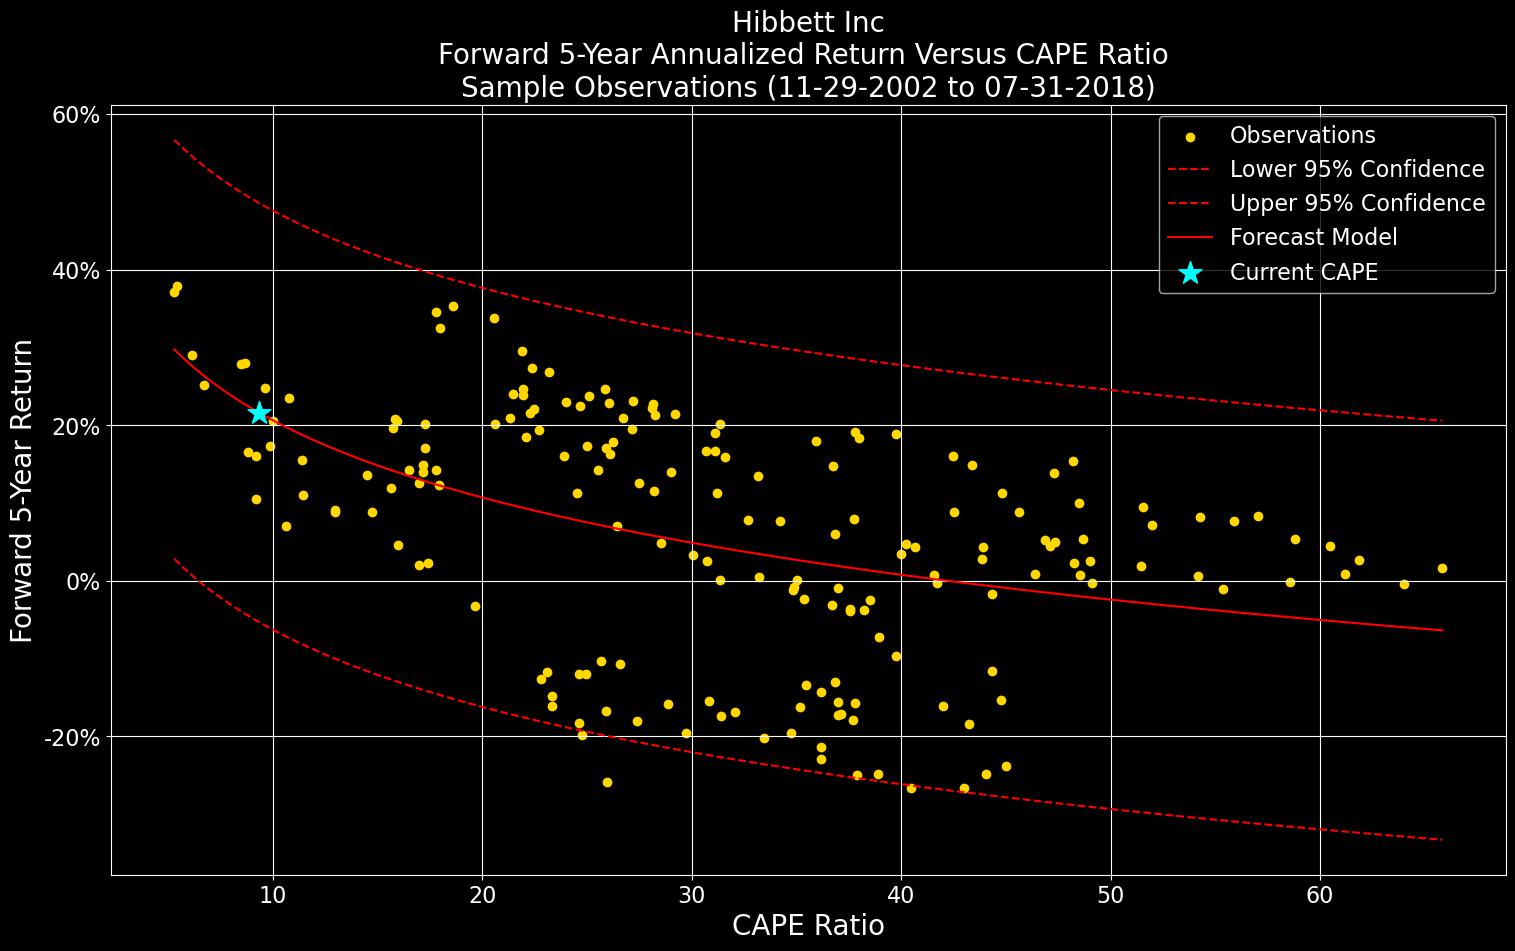 Hibbett Inc
Forward 5-Year Annualized Return Versus CAPE Ratio
Sample Observations (11-29-2002 to 07-31-2018)
60%
40%
20%
0%
-20%
Forward 5-Year Return
Observations
Lower 95% Confidence
Upper 95% Confidence
Forecast Model
Current CAPE
10 20 30 40 50 60
CAPE Ratio